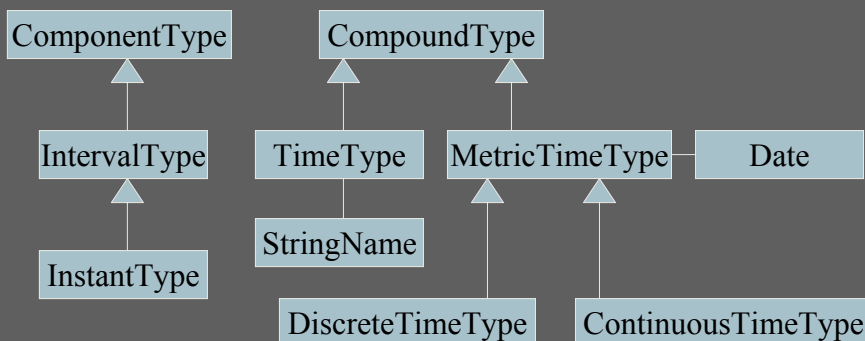 ComponentType
CompoundType
IntervalType
TimeType
MetricTimeType
Date
StringName
InstantType
DiscreteTimeType
ContinuousTimeType